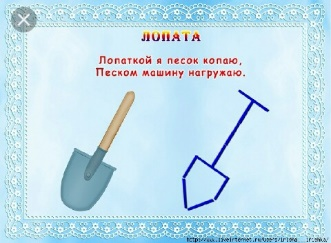 ЛОПАТА
Лопаткой я песок копаю,
Песком машину нагружаю.